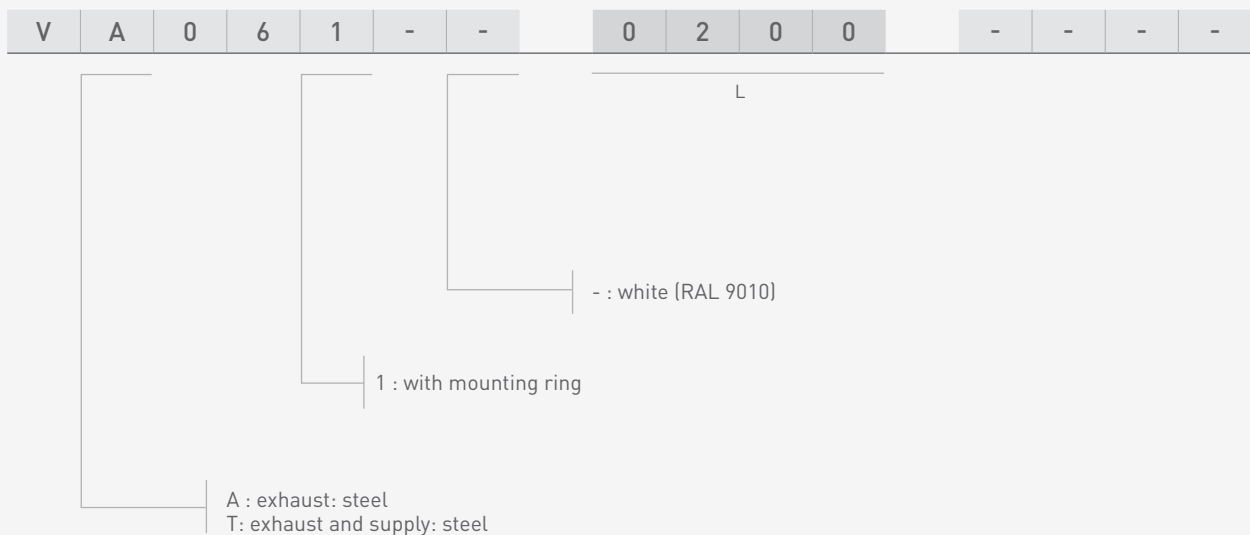 V A 0 6 1 - - 0 2 0 0 - - - -
L
- : white (RAL 9010)
1 : with mounting ring
A : exhaust: steel
T: exhaust and supply: steel